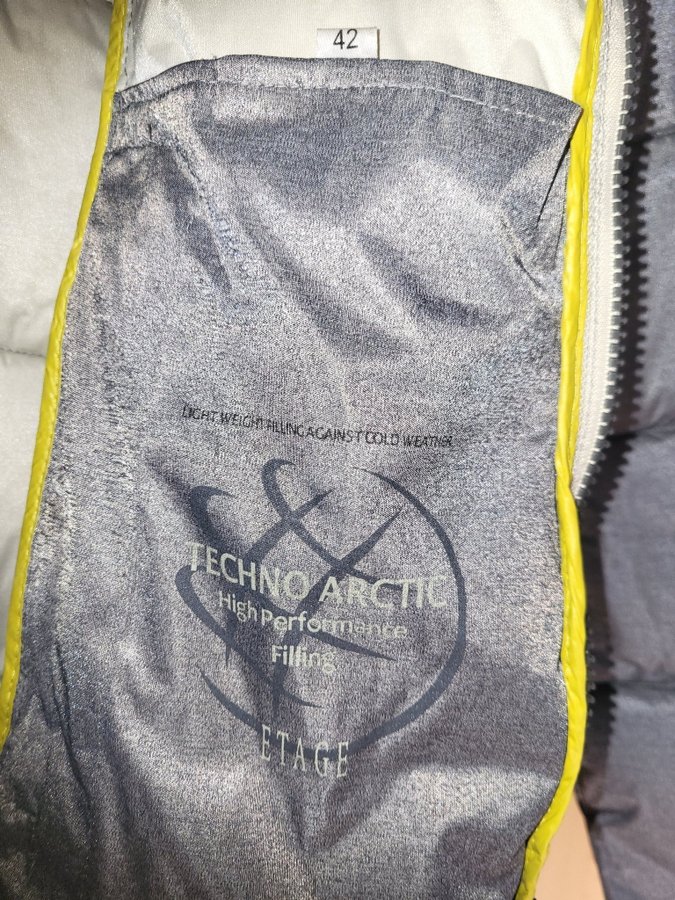 42
LIGHT WEIGHT FILLING AGAINST COLD WEATHER
TECHNO ARCTIC
High Performance
Filling
ETAGE